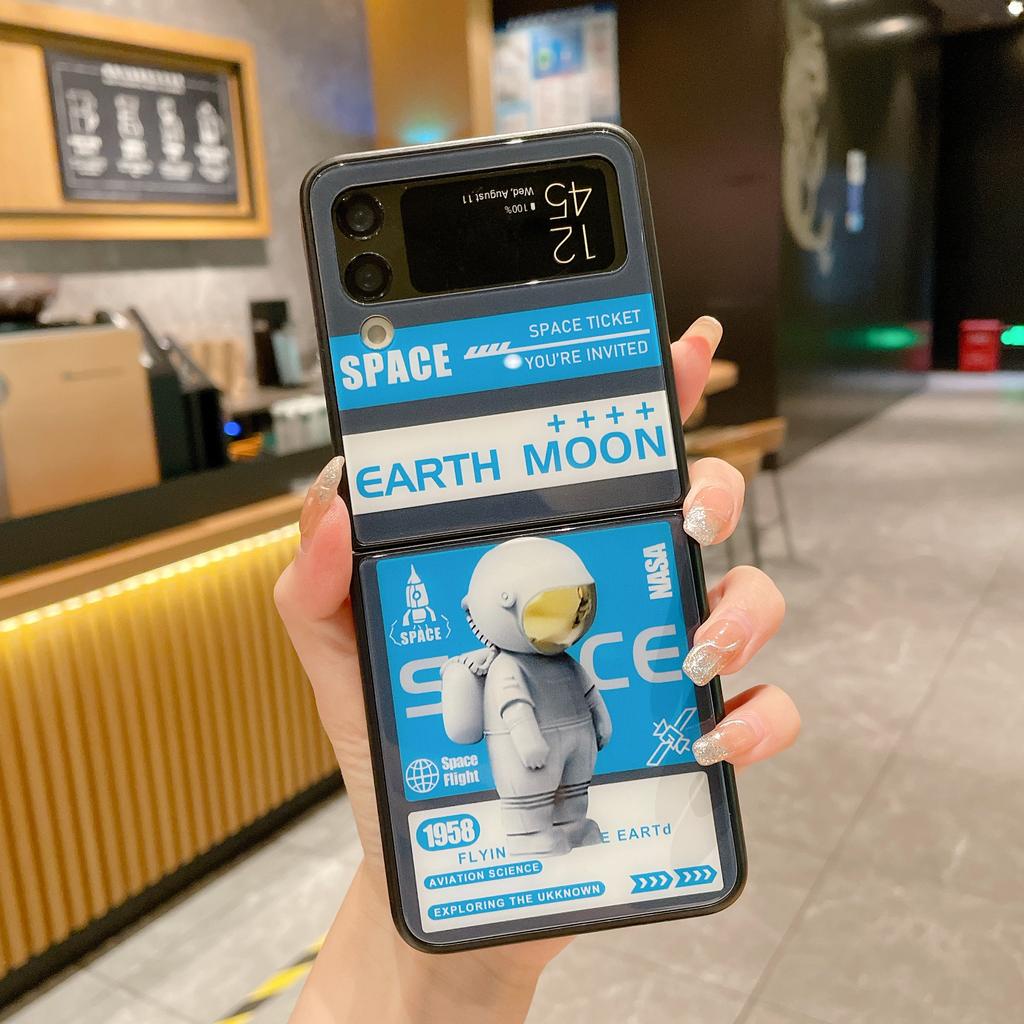 12
45
100%
Wed, August 11
SPACE
SPACE TICKET
YOU'RE INVITED
++++
EARTH MOON
NASA
SPACE
S CE
Space
Flight
1958
FLYIN E EARTd
AVIATION SCIENCE
EXPLORING THE UKKNOWN